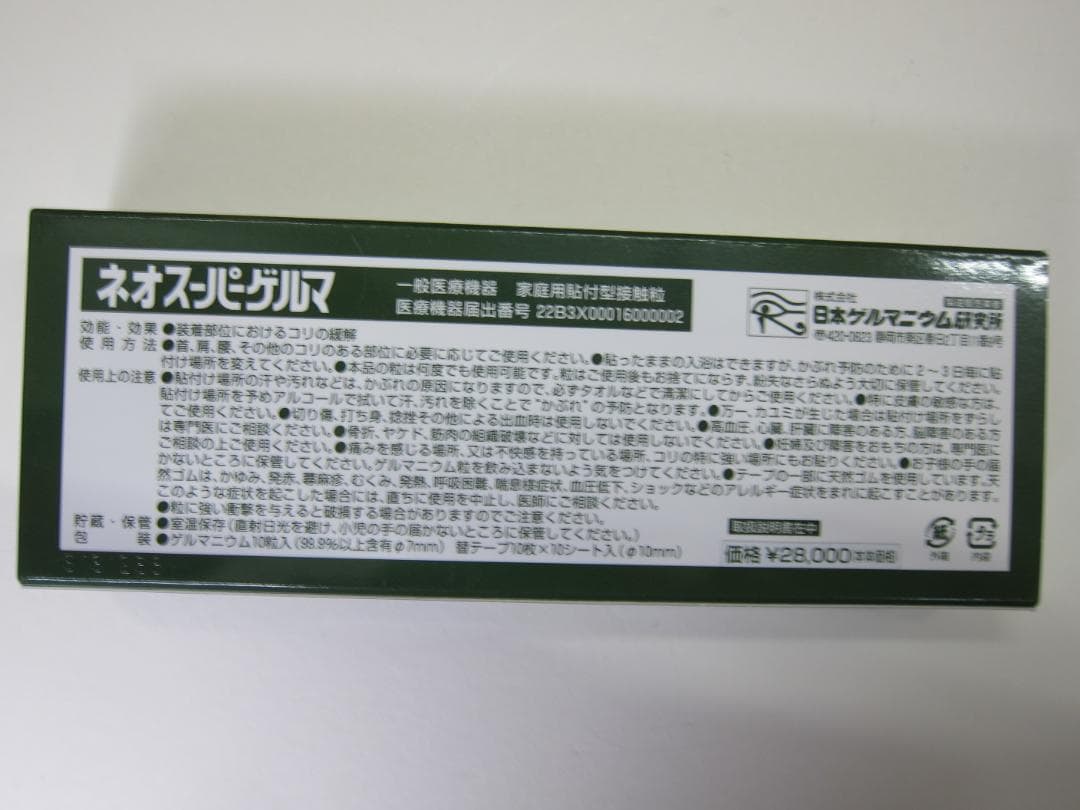 ネオスーパーゲルマ
一般医療機器 家庭用貼付型接触粒
医療機器届出番号 22B3X00016000002
株式会社
日本ゲルマニウム研究所
〒420-0823 静岡市葵区春日2丁目11番4号
効能・効果 ●装着部位におけるコリの緩解
使用方法 ●首、肩、腰、その他のコリのある部位に必要に応じてご使用ください。●貼ったままの入浴はできますが、かぶれ予防のために2〜3日毎に貼
付け場所を変えてください。●本品の粒は何度でも使用可能です。粒はご使用後もお捨てにならず、紛失なさらぬよう大切に保管してください。
使用上の注意 ●貼付け場所の汗や汚れなどは、かぶれの原因になりますので、必ずタオルなどで清潔にしてからご使用ください。●特に皮膚の敏感な方は、
貼付け場所を予めアルコールで拭いて汗、汚れを除くことで“かぶれ”の予防となります。●万一、カユミが生じた場合は貼付け場所をずらし
てご使用ください。●切り傷、打ち身、捻挫その他による出血時は使用しないでください。●高血圧、心臓、肝臓に障害のある方、脳障害のある方
は専門医にご相談ください。●骨折、ヤケド、筋肉の組織破壊などに対しては使用しないでください。●妊婦及び障害をおもちの方は、専門医に
ご相談の上ご使用ください。●痛みを感じる場所、又は不快感を持っている場所、コリの特に強い場所にもお貼りください。●お子様の手の届
かないところに保管してください。ゲルマニウム粒を飲み込まないよう気をつけてください。●テープの一部に天然ゴムを使用しています。天
然ゴムは、かゆみ、発赤、蕁麻疹、むくみ、発熱、呼吸困難、喘息様症状、血圧低下、ショックなどのアレルギー症状をまれに起こすことがあります。
このような症状を起こした場合には、直ちに使用を中止し、医師にご相談ください。
●粒に強い衝撃を与えると破損する場合がありますのでご注意ください。
貯蔵・保管 ●室温保存(直射日光を避け、小児の手の届かないところに保管してください。)
包装 ●ゲルマニウム10粒入(99.9%以上含有φ7mm) 替テープ10枚×10シート入(φ10mm)
取扱説明書在中
価格 ¥28,000(本体価格)
紙
外箱
プラ
内袋